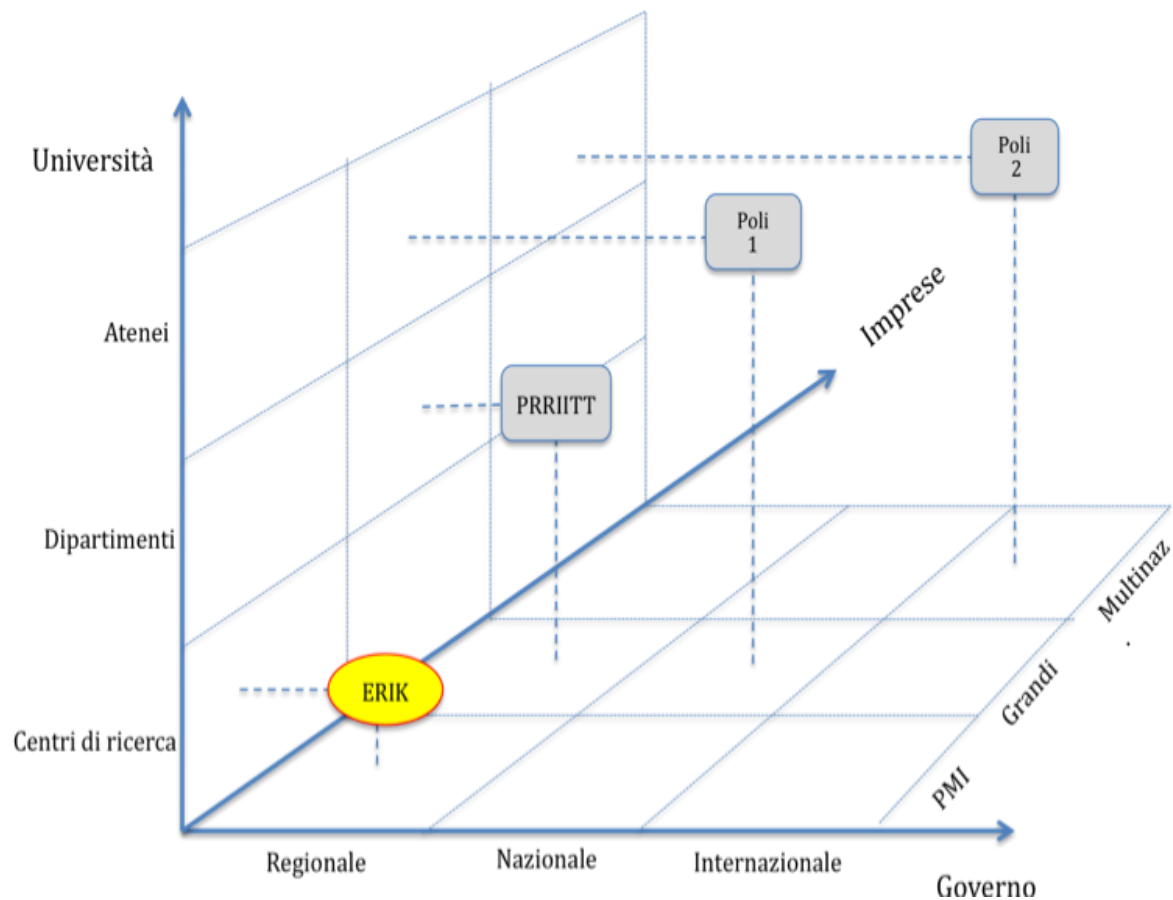 Università
Poli
2
Poli
1
Imprese
Atenei
PRRIITT
Dipartimenti
Multinaz
.
Grandi
ERIK
Centri di ricerca
PMI
Regionale
Nazionale
Internazionale
Governo